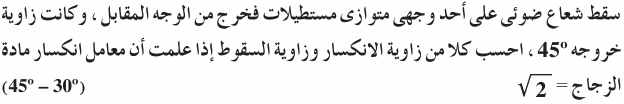 سقط شعاع ضوئى على أحد وجهى متوازى مستطيلات فخرج من الوجه المقابل ، وكانت زاوية
خروجه 45° ، احسب كلا من زاوية الانكسار وزاوية السقوط إذا علمت أن معامل انكسار مادة
الزجاج = √2 (45° – 30°)